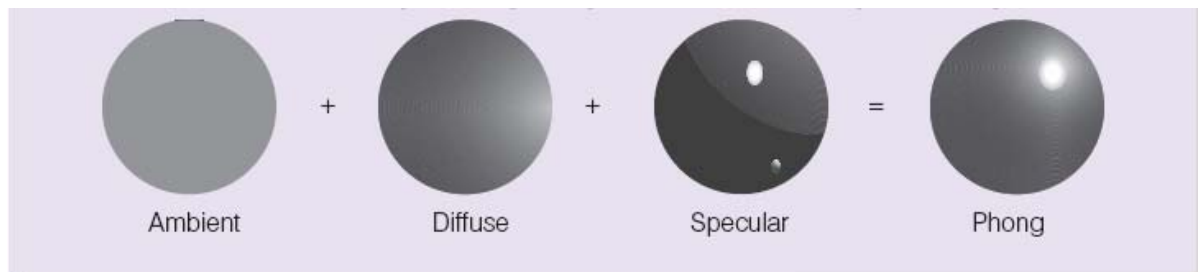 + + =
Ambient Diffuse Specular Phong